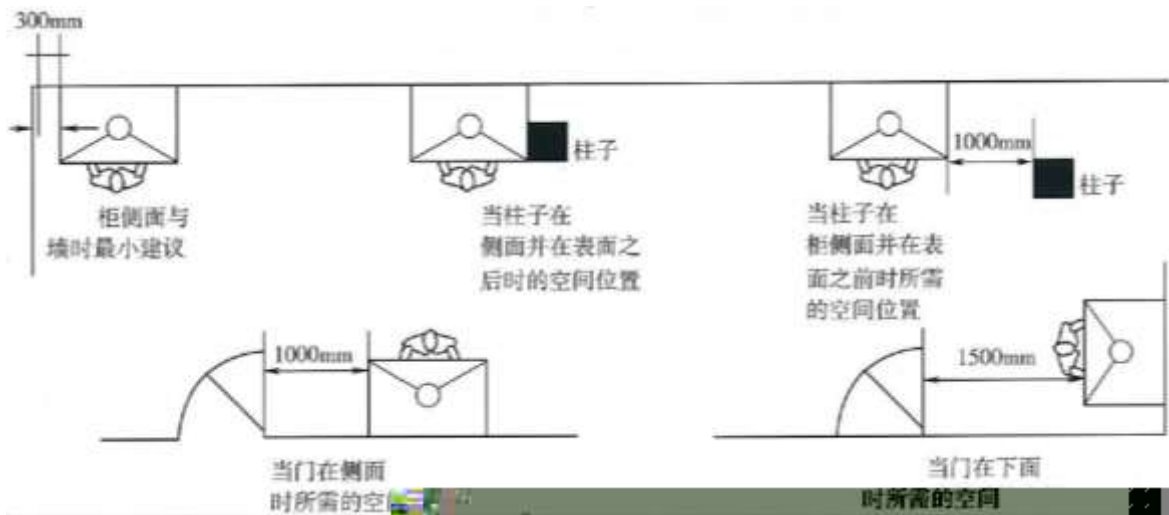 300mm
柱子
1000mm
柱子
柜侧面与
墙时最小建议
当柱子在
侧面并在表面之
后时的空间位置
当柱子在
柜侧面并在表
面之前时所需
的空间位置
1000mm
1500mm
当门在侧面
时所需的空
当门在下面
时所需的空间